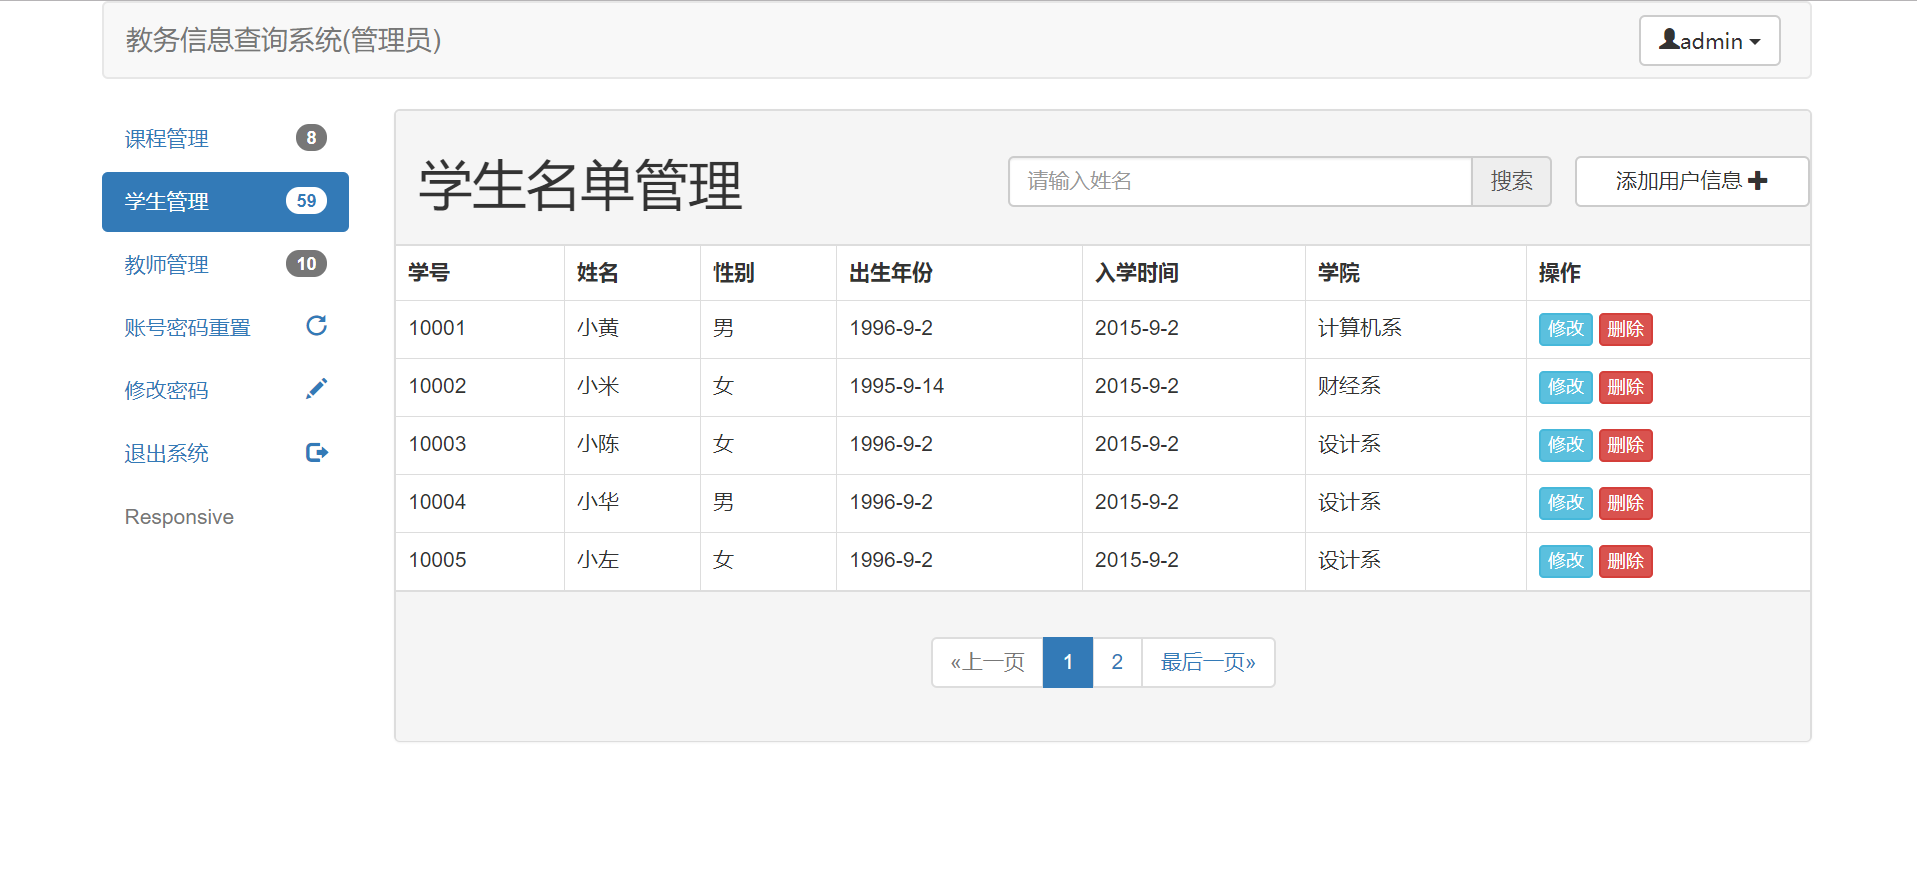 教务信息查询系统(管理员)
admin
课程管理 8
学生管理 59
教师管理 10
账号密码重置
修改密码
退出系统
Responsive
学生名单管理
请输入姓名 搜索 添加用户信息
学号 姓名 性别 出生年份 入学时间 学院 操作
10001 小黄 男 1996-9-2 2015-9-2 计算机系 修改 删除
10002 小米 女 1995-9-14 2015-9-2 财经系 修改 删除
10003 小陈 女 1996-9-2 2015-9-2 设计系 修改 删除
10004 小华 男 1996-9-2 2015-9-2 设计系 修改 删除
10005 小左 女 1996-9-2 2015-9-2 设计系 修改 删除
«上一页 1 2 最后一页»